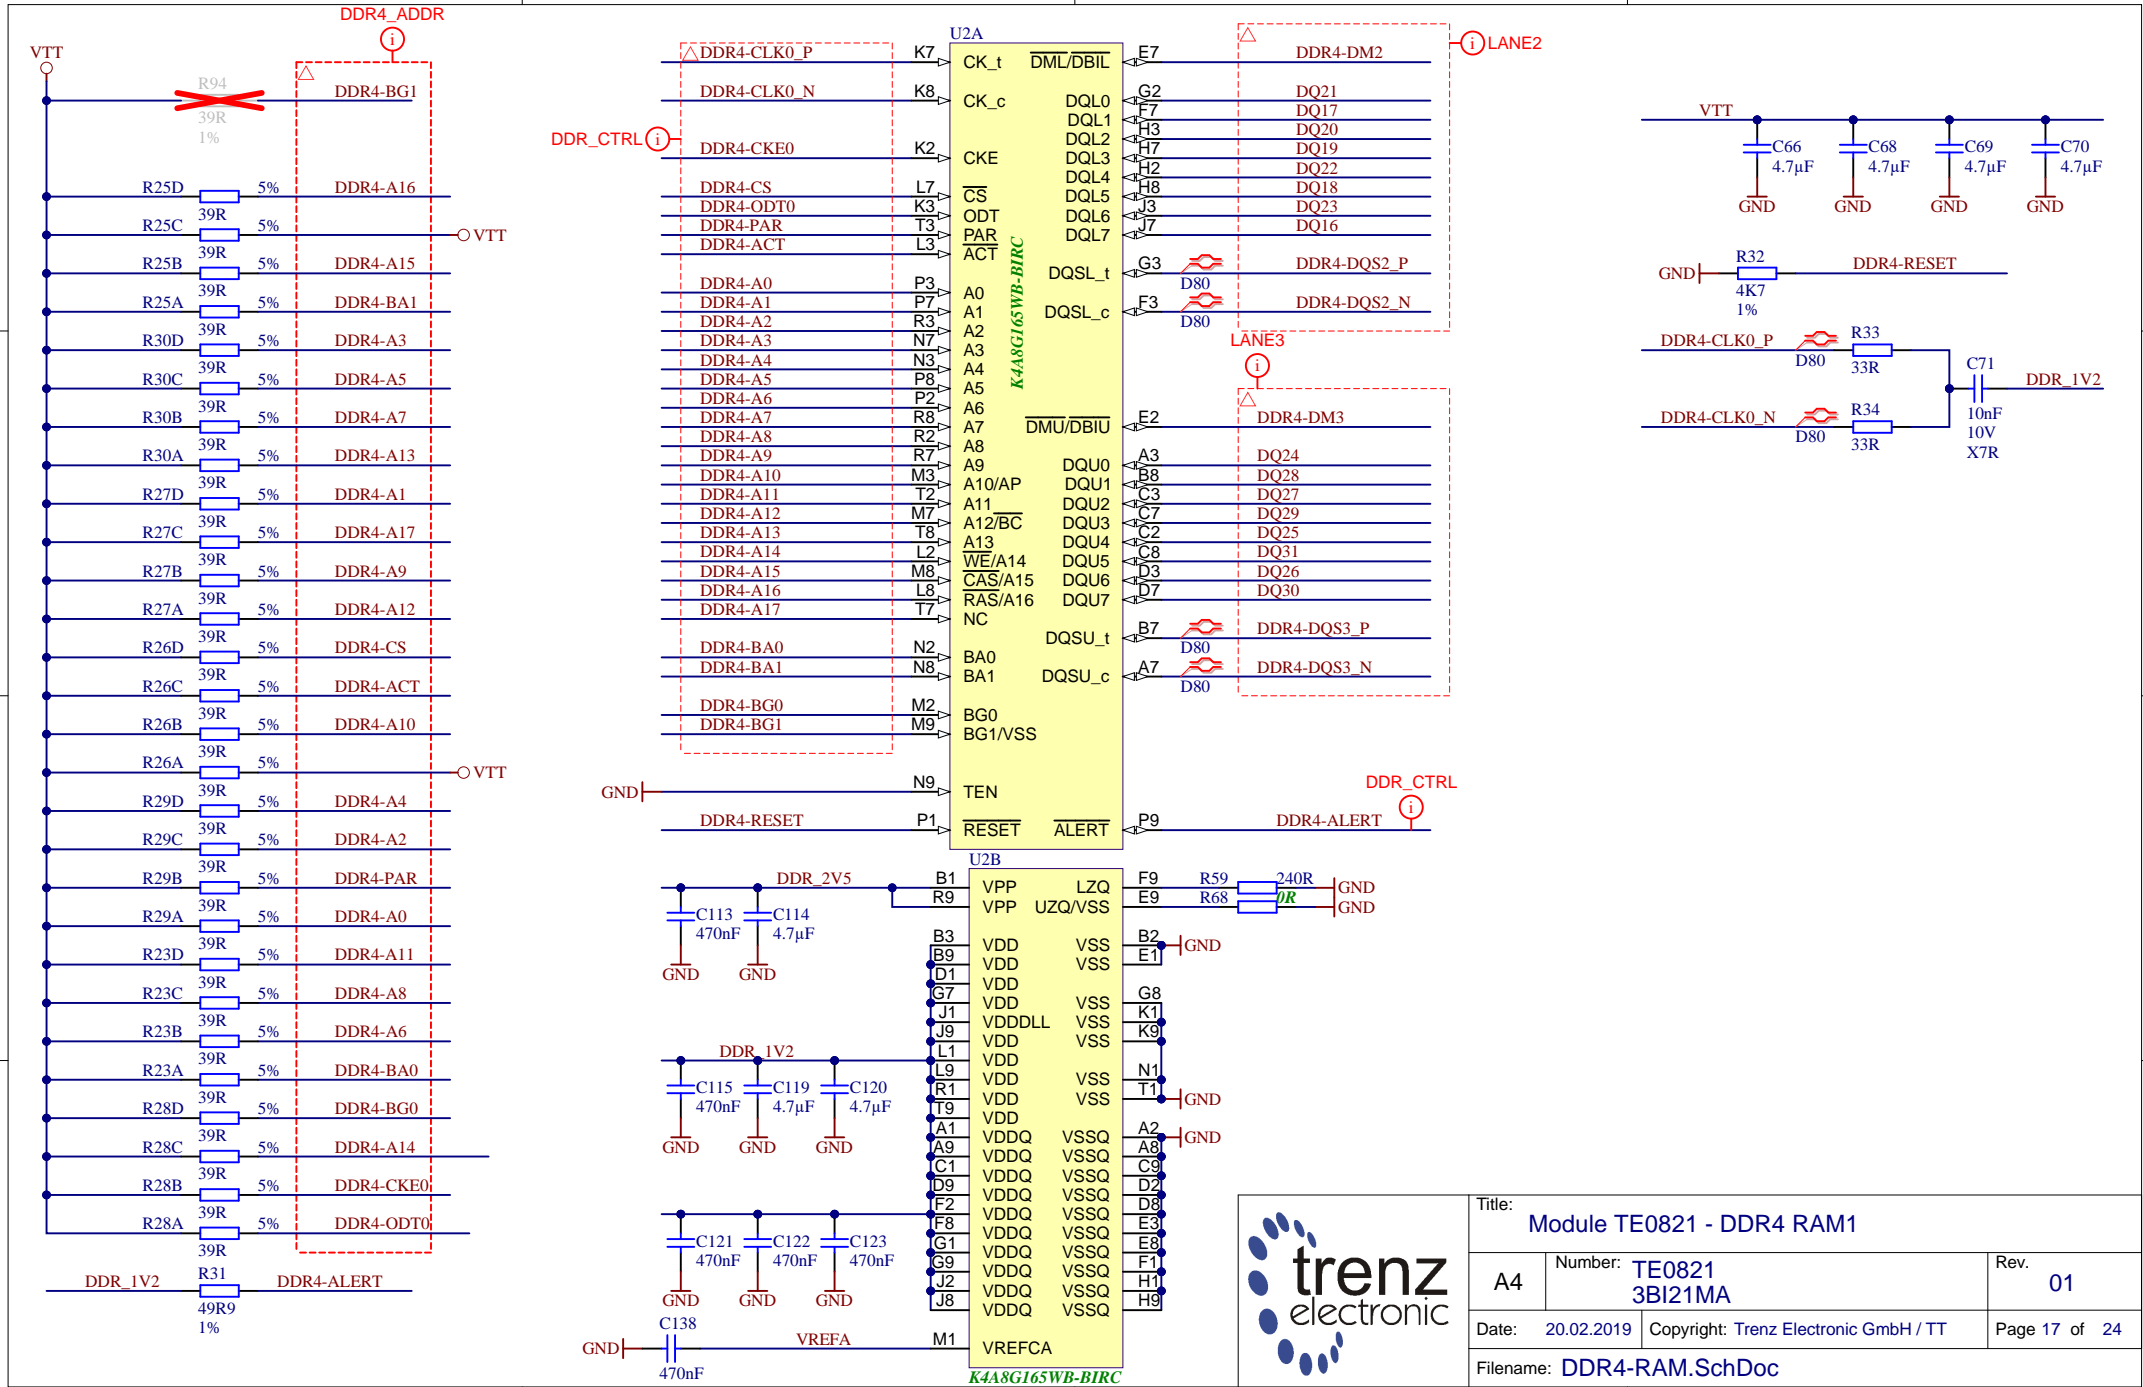 DDR4_ADDR
VTT
R94
39R
1%
DDR4-BG1
R25D 5% DDR4-A16
39R
R25C 5% VTT
39R
R25B 5% DDR4-A15
39R
R25A 5% DDR4-BA1
39R
R30D 5% DDR4-A3
39R
R30C 5% DDR4-A5
39R
R30B 5% DDR4-A7
39R
R30A 5% DDR4-A13
39R
R27D 5% DDR4-A1
39R
R27C 5% DDR4-A17
39R
R27B 5% DDR4-A9
39R
R27A 5% DDR4-A12
39R
R26D 5% DDR4-CS
39R
R26C 5% DDR4-ACT
39R
R26B 5% DDR4-A10
39R
R26A 5% VTT
39R
R29D 5% DDR4-A4
39R
R29C 5% DDR4-A2
39R
R29B 5% DDR4-PAR
39R
R29A 5% DDR4-A0
39R
R23D 5% DDR4-A11
39R
R23C 5% DDR4-A8
39R
R23B 5% DDR4-A6
39R
R23A 5% DDR4-BA0
39R
R28D 5% DDR4-BG0
39R
R28C 5% DDR4-A14
39R
R28B 5% DDR4-CKE0
39R
R28A 5% DDR4-ODT0
39R
DDR_1V2 R31 DDR4-ALERT
49R9
1%
U2A
DDR_CTRL
DDR4-CLK0_P K7 CK_t
DDR4-CLK0_N K8 CK_c
DDR4-CKE0 K2 CKE
DDR4-CS L7 CS
DDR4-ODT0 K3 ODT
DDR4-PAR T3 PAR
DDR4-ACT L3 ACT
DDR4-A0 P3 A0
DDR4-A1 P7 A1
DDR4-A2 R3 A2
DDR4-A3 N7 A3
DDR4-A4 N3 A4
DDR4-A5 P8 A5
DDR4-A6 P2 A6
DDR4-A7 R8 A7
DDR4-A8 R2 A8
DDR4-A9 R7 A9
DDR4-A10 M3 A10/AP
DDR4-A11 T2 A11
DDR4-A12 M7 A12/BC
DDR4-A13 T8 A13
DDR4-A14 L2 WE/A14
DDR4-A15 M8 CAS/A15
DDR4-A16 L8 RAS/A16
DDR4-A17 T7 NC
DDR4-BA0 N2 BA0
DDR4-BA1 N8 BA1
DDR4-BG0 M2 BG0
DDR4-BG1 M9 BG1/VSS
GND N9 TEN
DDR4-RESET P1 RESET
K4A8G165WB-BIRC
LANE2
DML/DBIL E7 DDR4-DM2
DQL0 G2 DQ21
DQL1 F7 DQ17
DQL2 H3 DQ20
DQL3 H7 DQ19
DQL4 H2 DQ22
DQL5 H8 DQ18
DQL6 J3 DQ23
DQL7 J7 DQ16
DQSL_t G3 D80 DDR4-DQS2_P
DQSL_c F3 D80 DDR4-DQS2_N
LANE3
DMU/DBIU E2 DDR4-DM3
DQU0 A3 DQ24
DQU1 B8 DQ28
DQU2 C3 DQ27
DQU3 C7 DQ29
DQU4 C2 DQ25
DQU5 C8 DQ31
DQU6 D3 DQ26
DQU7 D7 DQ30
DQSU_t B7 D80 DDR4-DQS3_P
DQSU_c A7 D80 DDR4-DQS3_N
DDR_CTRL
ALERT P9 DDR4-ALERT
U2B
DDR_2V5 B1 VPP
R9 VPP
C113 C114
470nF 4.7µF
GND GND
B3 VDD
B9 VDD
D1 VDD
G7 VDD
J1 VDDDLL
J9 VDD
DDR_1V2 L1 VDD
L9 VDD
R1 VDD
T9 VDD
C115 C119 C120
470nF 4.7µF 4.7µF
GND GND GND
A1 VDDQ
A9 VDDQ
C1 VDDQ
D9 VDDQ
F2 VDDQ
F8 VDDQ
G1 VDDQ
G9 VDDQ
J2 VDDQ
J8 VDDQ
C121 C122 C123
470nF 470nF 470nF
GND GND GND
GND C138 VREFA M1 VREFCA
470nF
K4A8G165WB-BIRC
LZQ F9 R59 240R GND
UZQ/VSS E9 R68 0R GND
VSS B2 GND
VSS E1
VSS G8
VSS K1
VSS K9
VSS N1
VSS T1 GND
VSSQ A2 GND
VSSQ A8
VSSQ C9
VSSQ D2
VSSQ D8
VSSQ E3
VSSQ E8
VSSQ F1
VSSQ H1
VSSQ H9
VTT
C66 C68 C69 C70
4.7µF 4.7µF 4.7µF 4.7µF
GND GND GND GND
GND R32 DDR4-RESET
4K7
1%
DDR4-CLK0_P D80 R33
33R
C71 DDR_1V2
10nF
10V
X7R
DDR4-CLK0_N D80 R34
33R
trenz
electronic
Title:
Module TE0821 - DDR4 RAM1
A4 Number: TE0821
3BI21MA
Rev.
01
Date: 20.02.2019 Copyright: Trenz Electronic GmbH / TT Page 17 of 24
Filename: DDR4-RAM.SchDoc